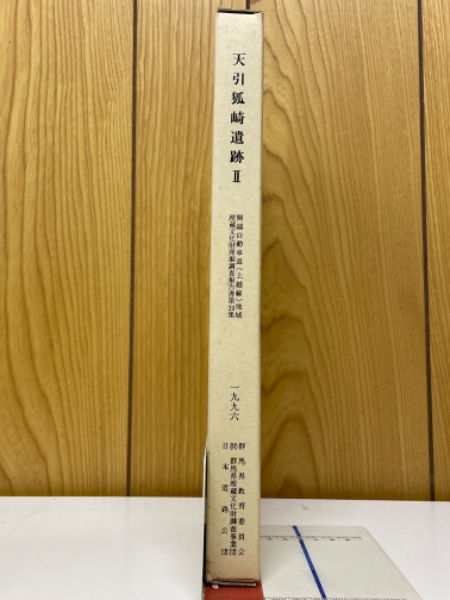 天引狐崎遺跡Ⅱ
関越自動車道(上越線)地域
埋蔵文化財発掘調査報告書第29集
一九九六
群馬県教育委員会
㈶群馬県埋蔵文化財調査事業団
日本道路公団